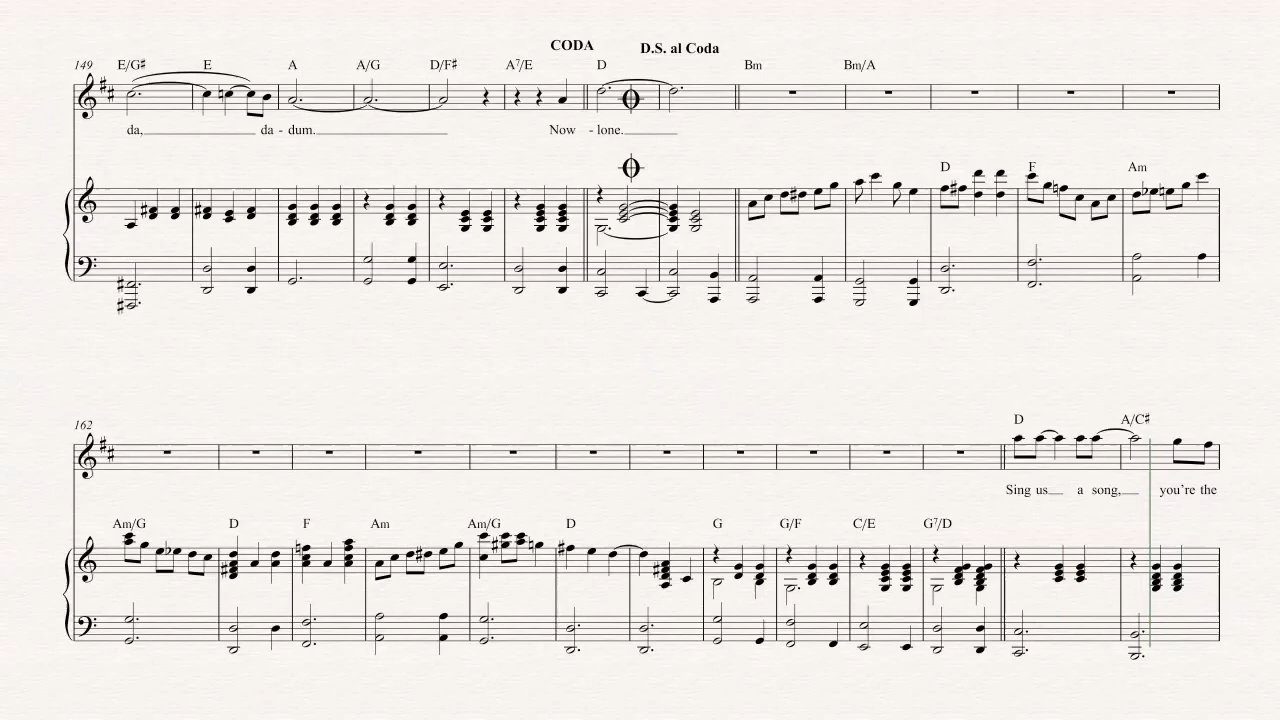 CODA D.S. al Coda
149 E/G♯ E A A/G D/F♯ A7/E D Bm Bm/A
da, da - dum. Now - lone.
D F Am
162 D A/C♯
Sing us a song, you're the
Am/G D F Am Am/G D G G/F C/E G7/D